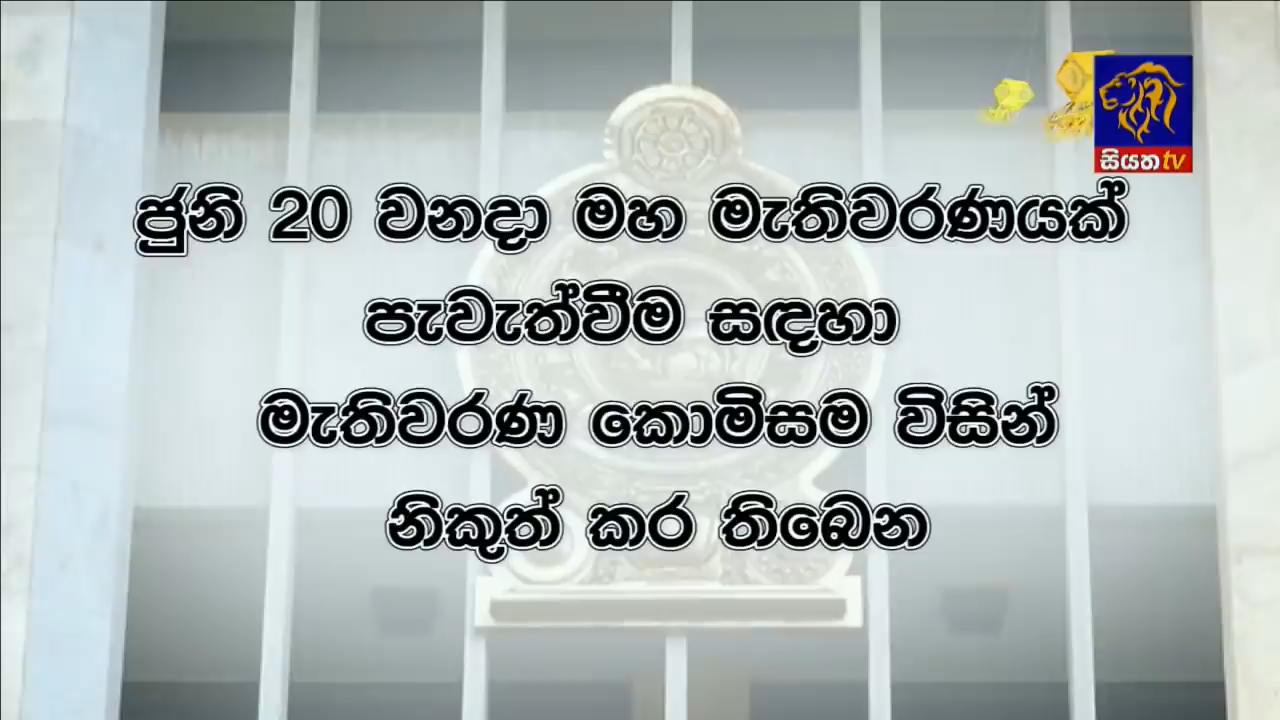 සියත tv
ජුනි 20 වනදා මහ මැතිවරණයක්
පැවැත්වීම සඳහා
මැතිවරණ කොමිසම විසින්
නිකුත් කර තිබෙන